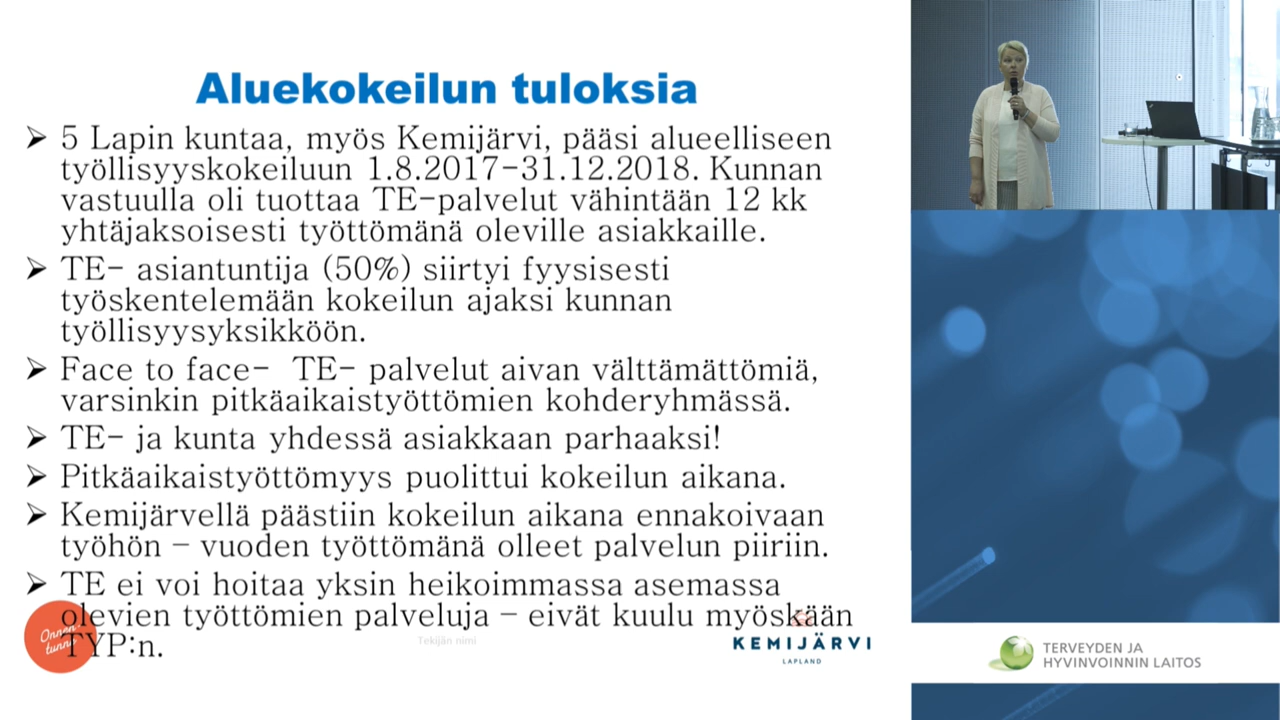 Aluekokeilun tuloksia
➢ 5 Lapin kuntaa, myös Kemijärvi, pääsi alueelliseen
työllisyyskokeiluun 1.8.2017-31.12.2018. Kunnan
vastuulla oli tuottaa TE-palvelut vähintään 12 kk
yhtäjaksoisesti työttömänä oleville asiakkaille.
➢ TE- asiantuntija (50%) siirtyi fyysisesti
työskentelemään kokeilun ajaksi kunnan
työllisyysyksikköön.
➢ Face to face- TE- palvelut aivan välttämättömiä,
varsinkin pitkäaikaistyöttömien kohderyhmässä.
➢ TE- ja kunta yhdessä asiakkaan parhaaksi!
➢ Pitkäaikaistyöttömyys puolittui kokeilun aikana.
➢ Kemijärvellä päästiin kokeilun aikana ennakoivaan
työhön – vuoden työttömänä olleet palvelun piiriin.
➢ TE ei voi hoitaa yksin heikoimmassa asemassa
olevien työttömien palveluja – eivät kuulu myöskään
TYP:n.
Onnen
tunne
Tekijän nimi
KEMIJÄRVI
LAPLAND
TERVEYDEN JA
HYVINVOINNIN LAITOS